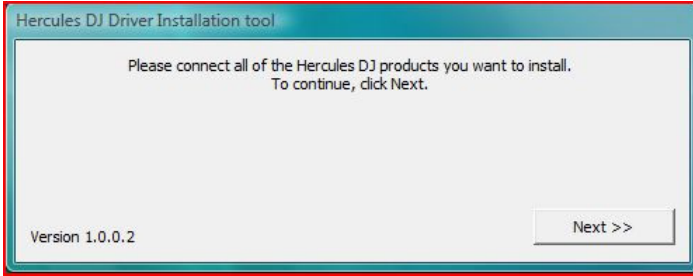 Hercules DJ Driver Installation tool
Please connect all of the Hercules DJ products you want to install.
To continue, click Next.
Next >>
Version 1.0.0.2